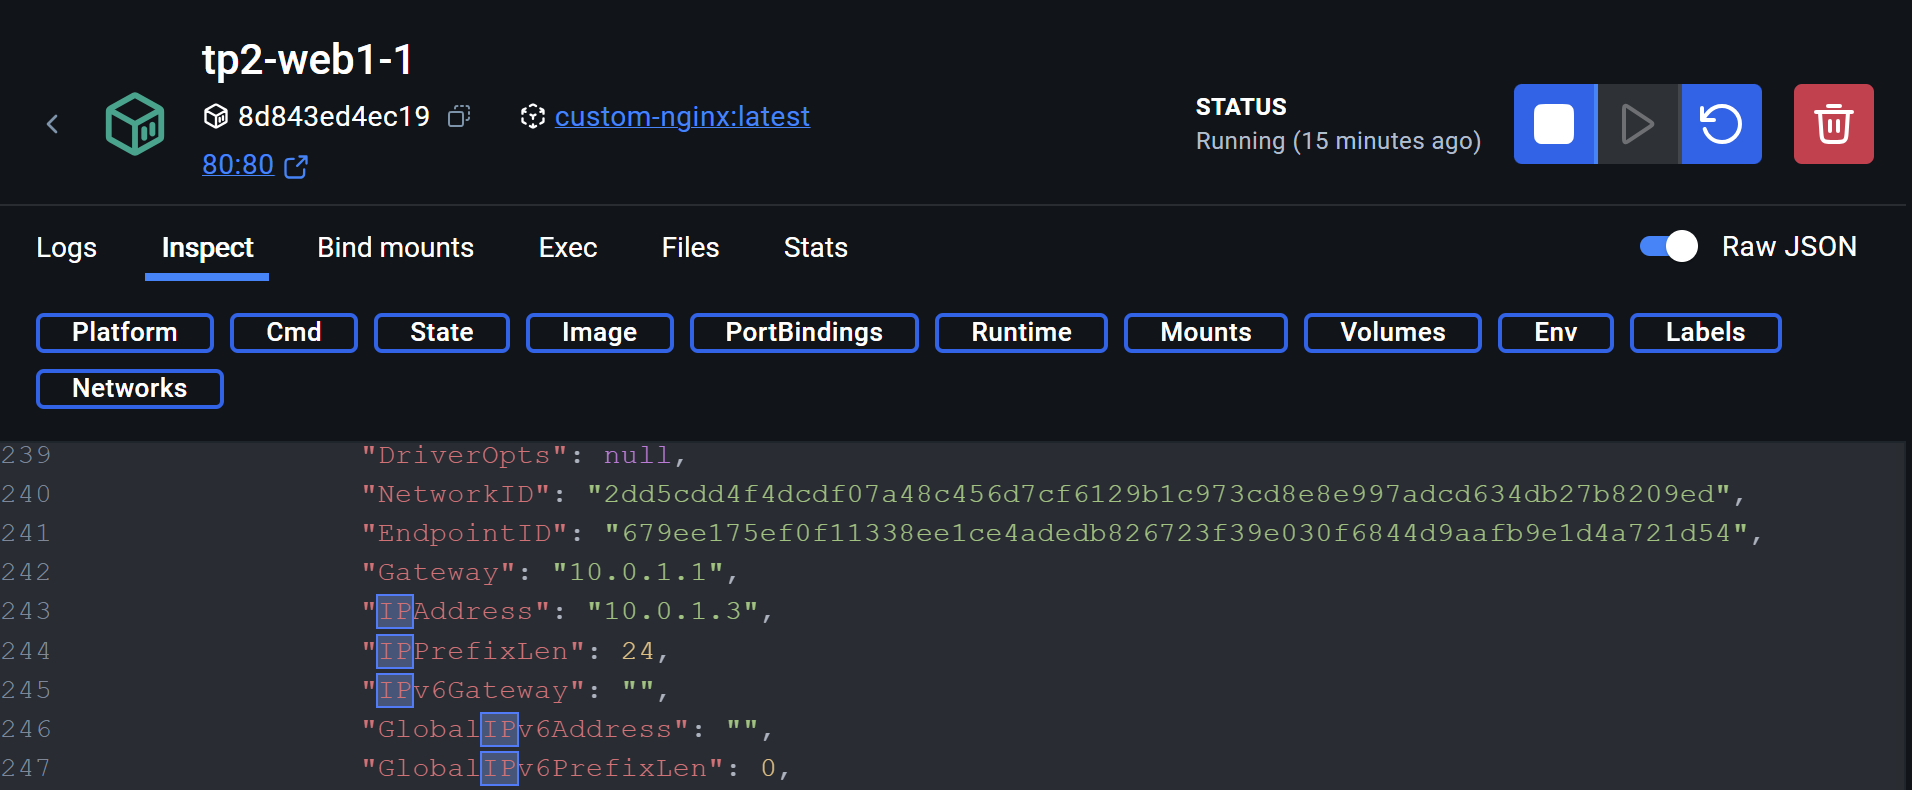 tp2-web1-1
8d843ed4ec19
custom-nginx:latest
80:80
STATUS
Running (15 minutes ago)
Logs
Inspect
Bind mounts
Exec
Files
Stats
Raw JSON
Platform
Cmd
State
Image
PortBindings
Runtime
Mounts
Volumes
Env
Labels
Networks
239 "DriverOpts": null,
240 "NetworkID": "2dd5cdd4f4dcdf07a48c456d7cf6129b1c973cd8e8e997adcd634db27b8209ed",
241 "EndpointID": "679ee175ef0f11338ee1ce4adedb826723f39e030f6844d9aafb9e1d4a721d54",
242 "Gateway": "10.0.1.1",
243 "IPAddress": "10.0.1.3",
244 "IPPrefixLen": 24,
245 "IPv6Gateway": "",
246 "GlobalIPv6Address": "",
247 "GlobalIPv6PrefixLen": 0,